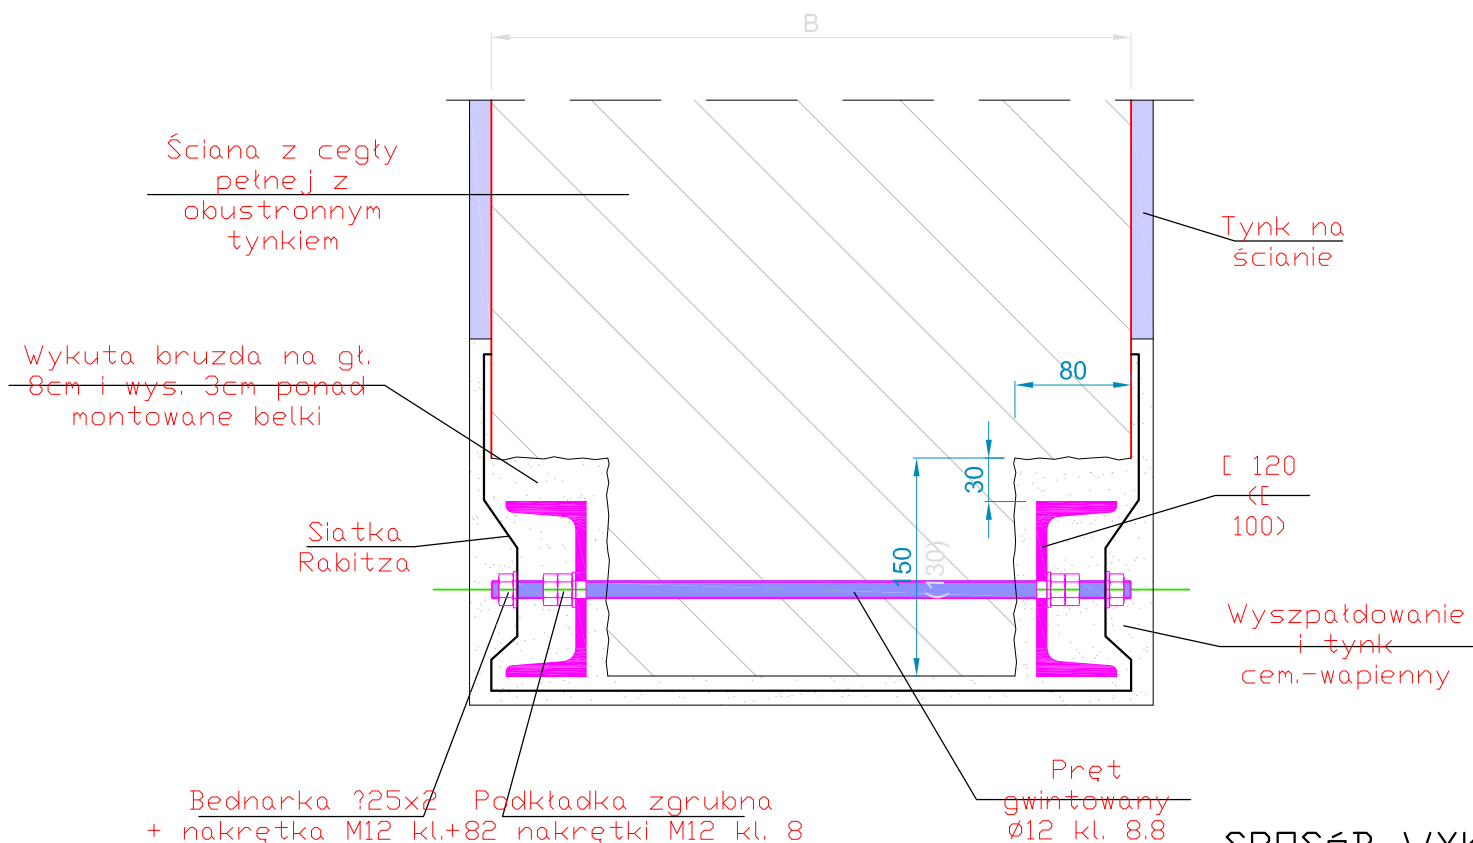 B
Ściana z cegły
pełnej z
obustronnym
tynkiem
Tynk na
ścianie
Wykuta bruzda na gł.
8cm i wys. 3cm ponad
montowane belki
80
30
150
(130)
[ 120
([
100)
Siatka
Rabitza
Wyszpałdowanie
i tynk
cem.-wapienny
Bednarka ?25x2
+ nakrętka M12 kl.
Podkładka zgrubna
+82 nakrętki M12 kl. 8
Pręt
gwintowany
Ø12 kl. 8.8